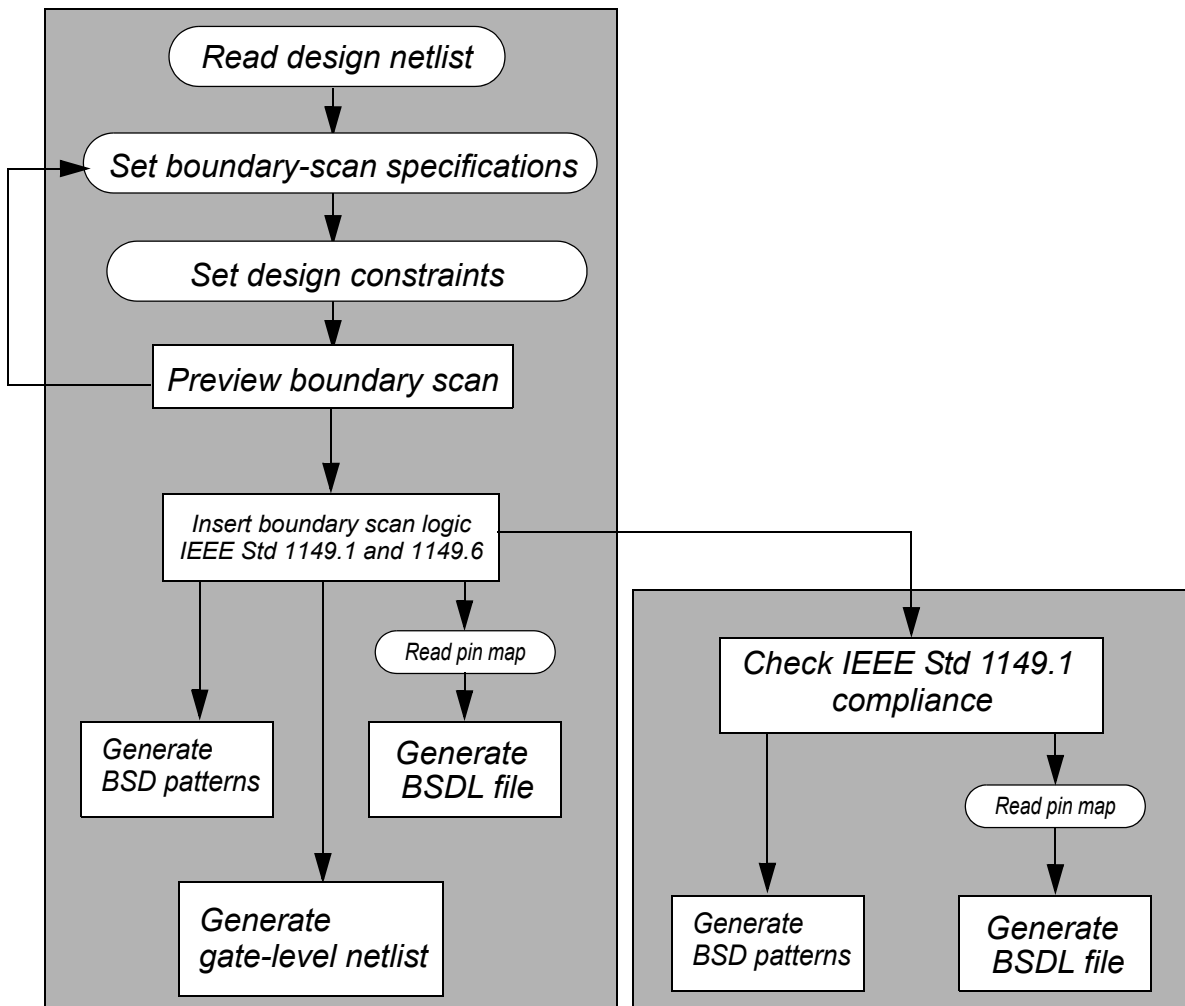 Read design netlist
Set boundary-scan specifications
Set design constraints
Preview boundary scan
Insert boundary scan logic
IEEE Std 1149.1 and 1149.6
Read pin map
Generate
BSD patterns
Generate
BSDL file
Generate
gate-level netlist
Check IEEE Std 1149.1
compliance
Read pin map
Generate
BSD patterns
Generate
BSDL file